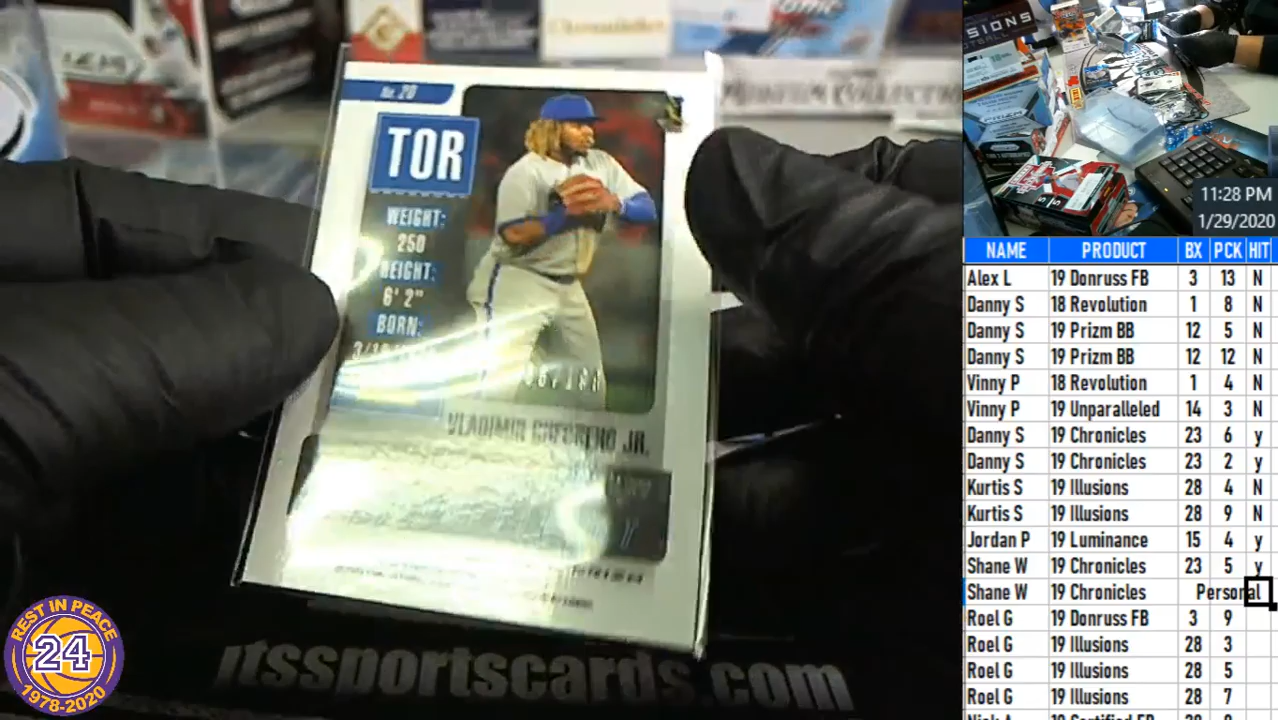 No. 20
TOR
WEIGHT:
250
HEIGHT:
6' 2"
BORN:
VLADIMIR GUERRERO JR.
itssportscards.com
REST IN PEACE
24
1978-2020
11:28 PM
1/29/2020
NAME PRODUCT BX PCK HIT
Alex L 19 Donruss FB 3 13 N
Danny S 18 Revolution 1 8 N
Danny S 19 Prizm BB 12 5 N
Danny S 19 Prizm BB 12 12 N
Vinny P 18 Revolution 1 4 N
Vinny P 19 Unparalleled 14 3 N
Danny S 19 Chronicles 23 6 y
Danny S 19 Chronicles 23 2 y
Kurtis S 19 Illusions 28 4 N
Kurtis S 19 Illusions 28 9 N
Jordan P 19 Luminance 15 4 y
Shane W 19 Chronicles 23 5 y
Shane W 19 Chronicles Personal
Roel G 19 Donruss FB 3 9
Roel G 19 Illusions 28 3
Roel G 19 Illusions 28 5
Roel G 19 Illusions 28 7